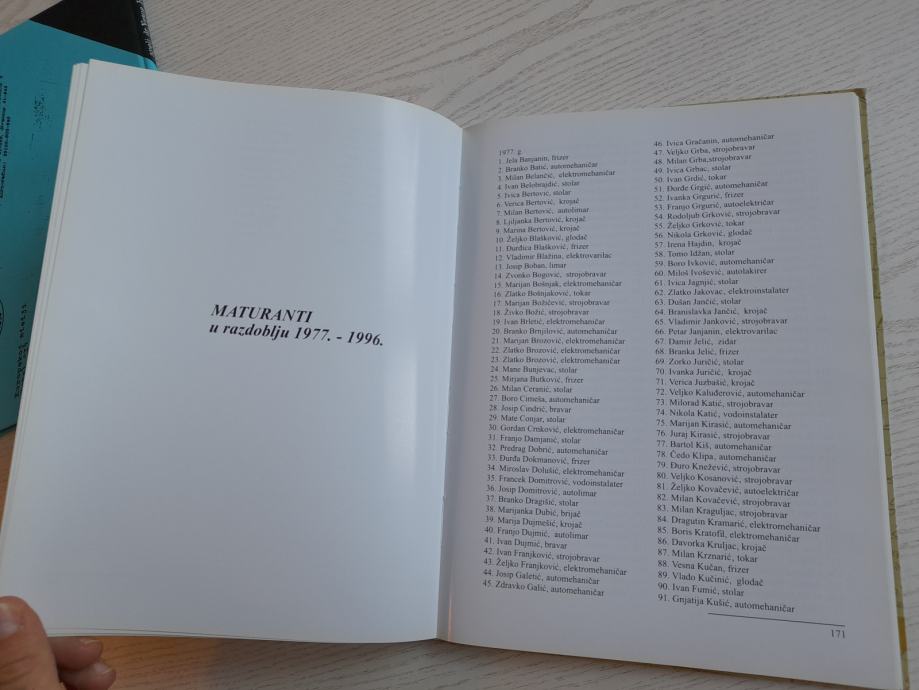 MATURANTI
u razdoblju 1977. - 1996.
1977. g.
1. Jela Banjanin, frizer
2. Branko Batić, automehaničar
3. Milan Belančić, elektromehaničar
4. Ivan Belobrajdić, stolar
5. Ivica Bertović, stolar
6. Verica Bertović, krojač
7. Milan Bertović, autolimar
8. Ljiljanka Bertović, krojač
9. Marina Bertović, krojač
10. Željko Blašković, glodač
11. Đurđica Blašković, frizer
12. Vladimir Blažina, elektrovarilac
13. Josip Boban, limar
14. Zvonko Bogović, strojobravar
15. Marijan Bošnjak, elektromehaničar
16. Zlatko Bošnjaković, tokar
17. Marijan Božičević, strojobravar
18. Živko Božić, strojobravar
19. Ivan Brletić, elektromehaničar
20. Branko Brnjilović, automehaničar
21. Marijan Brozović, elektromehaničar
22. Zlatko Brozović, elektromehaničar
23. Zlatko Brozović, elektromehaničar
24. Mane Bunjevac, stolar
25. Mirjana Butković, frizer
26. Milan Ceranić, stolar
27. Boro Cimeša, automehaničar
28. Josip Cindrić, bravar
29. Mate Conjar, stolar
30. Gordan Crnković, elektromehaničar
31. Franjo Damjanić, stolar
32. Predrag Dobrić, automehaničar
33. Đurđa Dokmanović, frizer
34. Miroslav Dolušić, elektromehaničar
35. Francek Domitrović, vodoinstalater
36. Josip Domitrović, autolimar
37. Branko Dragišić, stolar
38. Marijanka Dubić, brijač
39. Marija Dujmešić, krojač
40. Franjo Dujmić, autolimar
41. Ivan Dujmić, bravar
42. Ivan Franjković, strojobravar
43. Željko Franjković, elektromehaničar
44. Josip Galetić, automehaničar
45. Zdravko Galić, automehaničar
46. Ivica Gračanin, automehaničar
47. Veljko Grba, strojobravar
48. Milan Grba,strojobravar
49. Ivica Grbac, stolar
50. Ivan Grdić, tokar
51. Đorđe Grgić, automehaničar
52. Ivanka Grgurić, frizer
53. Franjo Grgurić, autoelektričar
54. Rodoljub Grković, strojobravar
55. Željko Grković, tokar
56. Nikola Grković, glodač
57. Irena Hajdin, krojač
58. Tomo Idžan, stolar
59. Boro Ivković, automehaničar
60. Miloš Ivošević, autolakirer
61. Ivica Jagnjić, stolar
62. Zlatko Jakovac, elektroinstalater
63. Dušan Jančić, stolar
64. Branislavka Jančić, krojač
65. Vladimir Janković, strojobravar
66. Petar Janjanin, elektrovarilac
67. Damir Jelić, zidar
68. Branka Jelić, frizer
69. Zorko Juričić, stolar
70. Ivanka Juričić, krojač
71. Verica Juzbašić, krojač
72. Veljko Kaluđerović, automehaničar
73. Milorad Katić, strojobravar
74. Nikola Katić, vodoinstalater
75. Marijan Kirasić, automehaničar
76. Juraj Kirasić, strojobravar
77. Bartol Kiš, automehaničar
78. Čedo Klipa, automehaničar
79. Đuro Knežević, strojobravar
80. Veljko Kosanović, strojobravar
81. Željko Kovačević, autoelektričar
82. Milan Kovačević, strojobravar
83. Milan Kraguljac, strojobravar
84. Dragutin Kramarić, elektromehaničar
85. Boris Kratofil, elektromehaničar
86. Davorka Kruljac, krojač
87. Milan Krznarić, tokar
88. Vesna Kučan, frizer
89. Vlado Kučinić, glodač
90. Ivan Fumić, stolar
91. Gnjatija Kušić, automehaničar
171